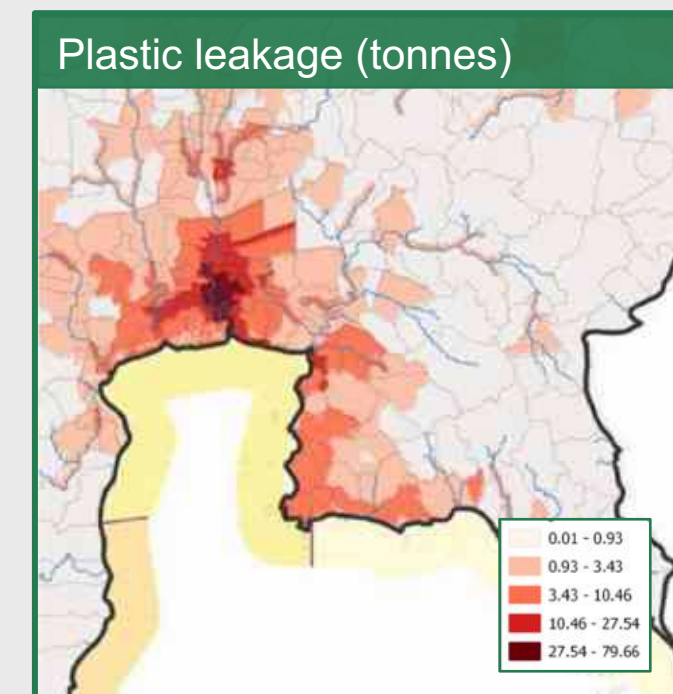 Plastic leakage (tonnes)
0.01 - 0.93
0.93 - 3.43
3.43 - 10.46
10.46 - 27.54
27.54 - 79.66